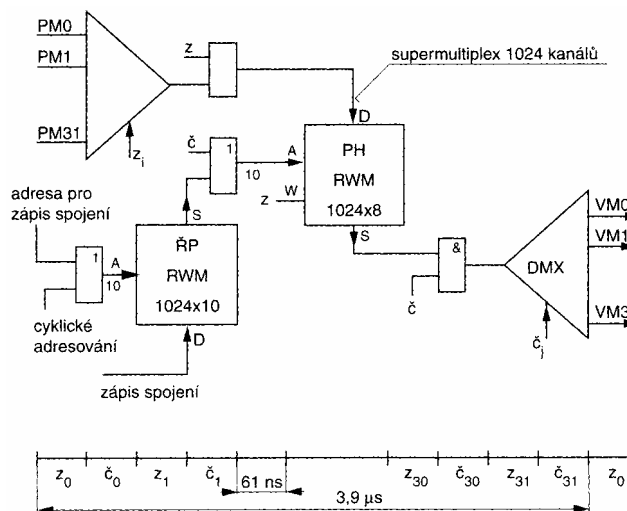 PM0
PM1
PM31
z
z_i
supermultiplex 1024 kanálů
D
č
1
10
A
PH
RWM
1024x8
z
W
S
adresa pro
zápis spojení
S
ŘP
RWM
1024x10
1
A
10
cyklické
adresování
D
zápis spojení
&
č
DMX
č_j
VM0
VM1
VM3
z_0
č_0
z_1
č_1
61 ns
z_30
č_30
z_31
č_31
z_0
3,9 µs